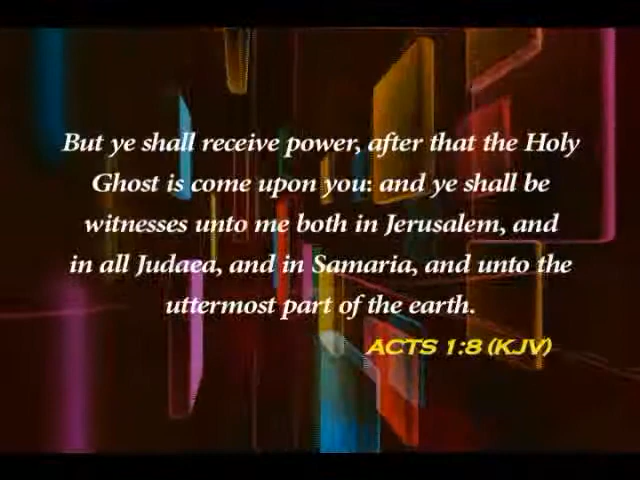 But ye shall receive power, after that the Holy
Ghost is come upon you: and ye shall be
witnesses unto me both in Jerusalem, and
in all Judaea, and in Samaria, and unto the
uttermost part of the earth.
ACTS 1:8 (KJV)